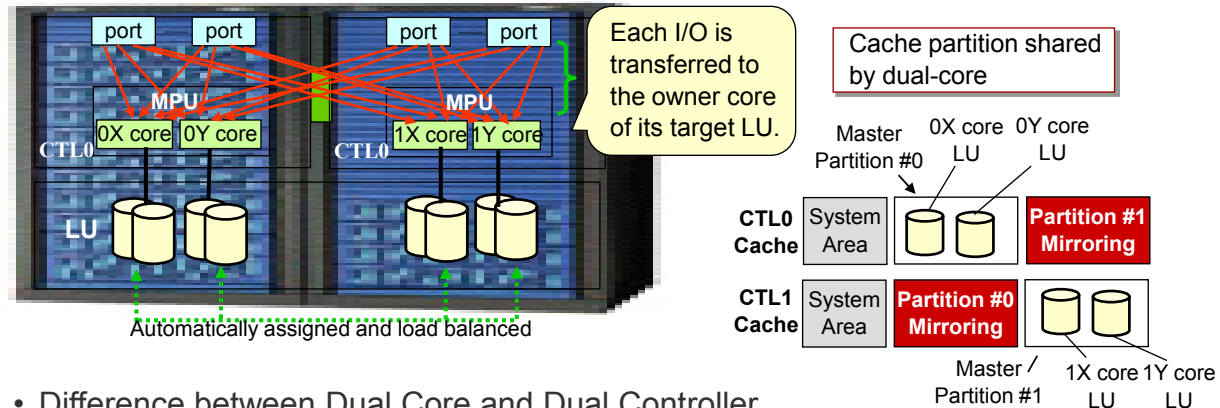 port ......... port
port ......... port
MPU
MPU
0X core 0Y core
1X core 1Y core
CTL0
CTL0
LU
Automatically assigned and load balanced
Each I/O is
transferred to
the owner core
of its target LU.
Cache partition shared
by dual-core
Master
Partition #0
0X core
LU
0Y core
LU
CTL0
Cache
System
Area
Partition #1
Mirroring
CTL1
Cache
System
Area
Partition #0
Mirroring
Master
Partition #1
1X core
LU
1Y core
LU
• Difference between Dual Core and Dual Controller